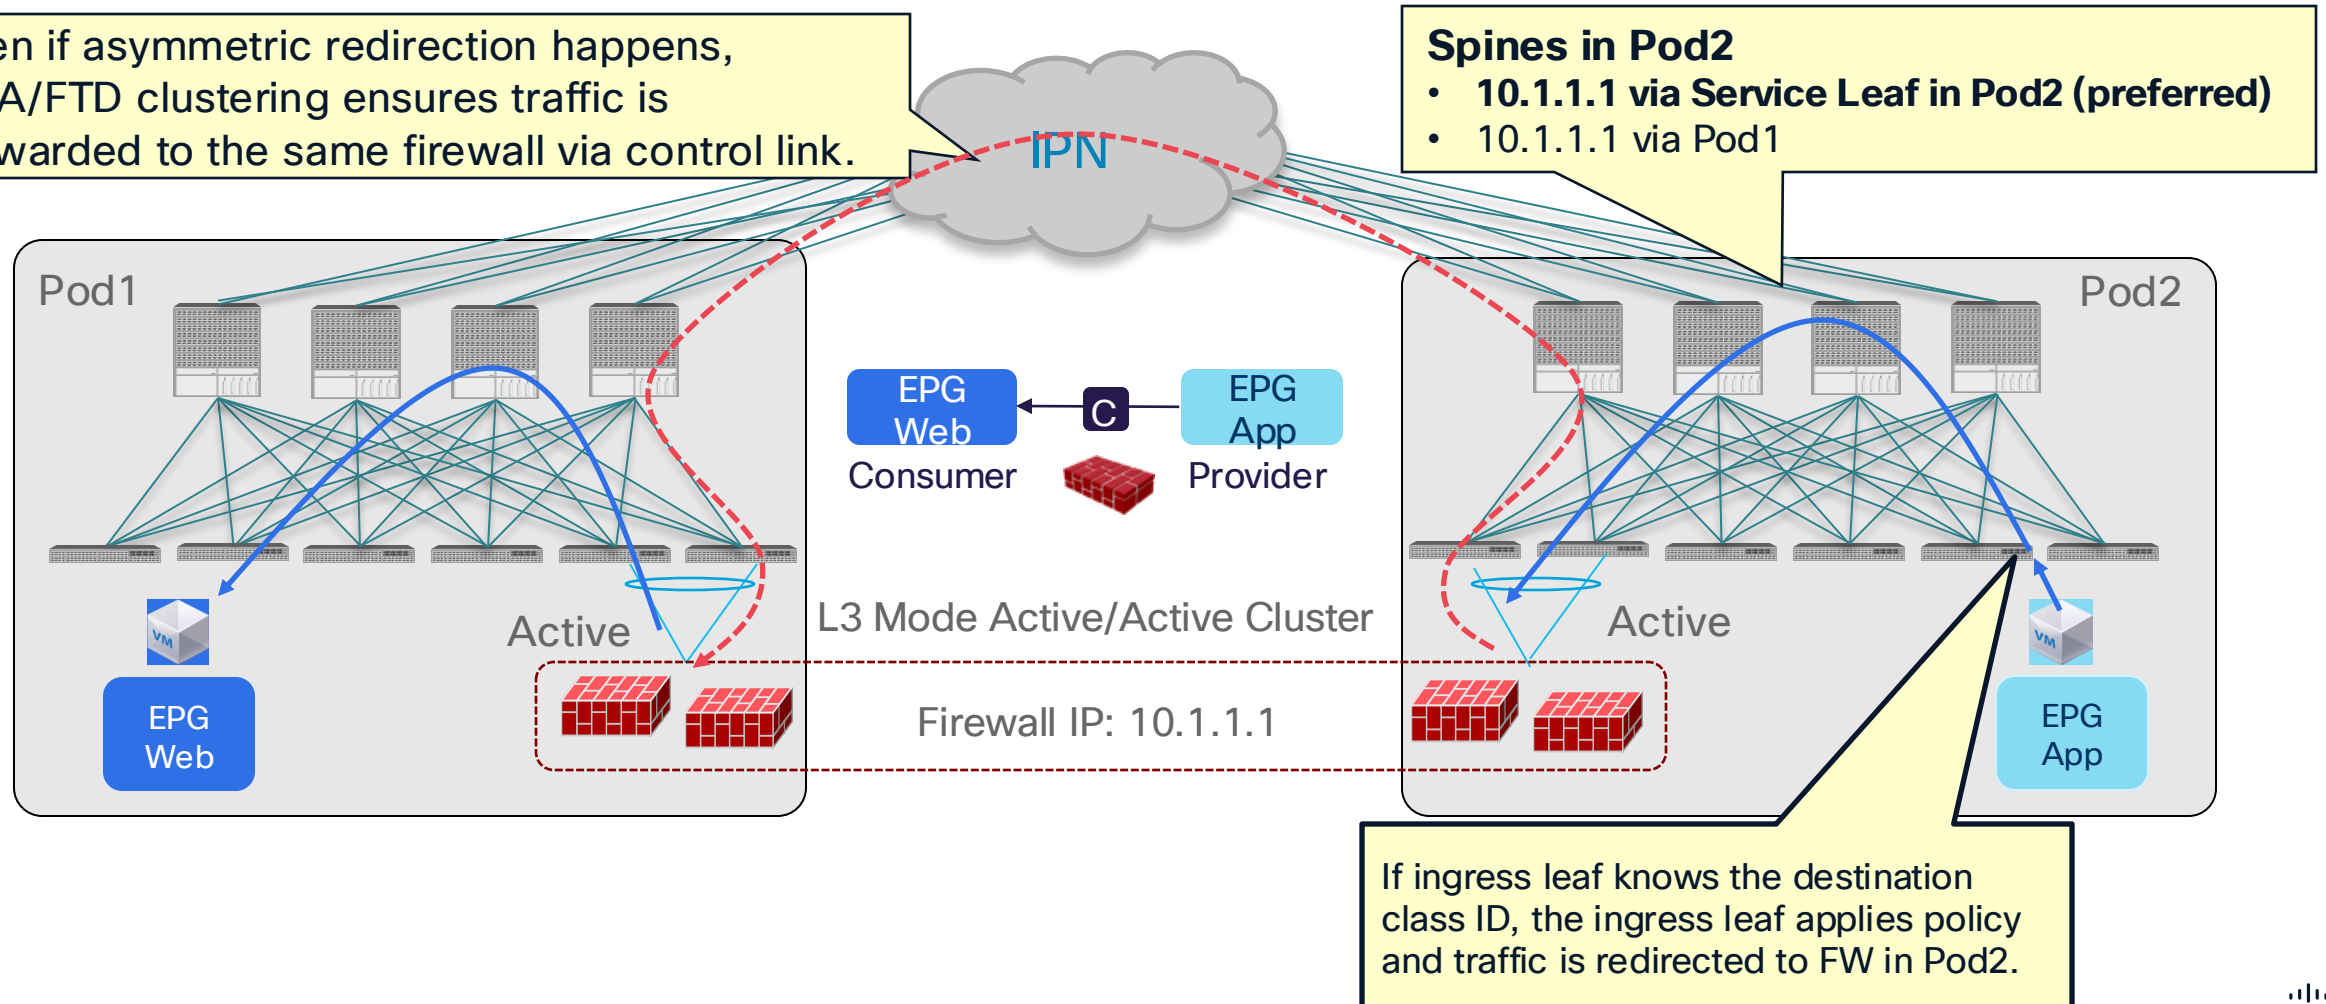 en if asymmetric redirection happens,
A/FTD clustering ensures traffic is
warded to the same firewall via control link.
IPN
Spines in Pod2
• 10.1.1.1 via Service Leaf in Pod2 (preferred)
• 10.1.1.1 via Pod1
Pod1
Pod2
EPG
Web
C
EPG
App
Consumer
Provider
VM
Active
L3 Mode Active/Active Cluster
Active
VM
EPG
Web
Firewall IP: 10.1.1.1
EPG
App
If ingress leaf knows the destination
class ID, the ingress leaf applies policy
and traffic is redirected to FW in Pod2.